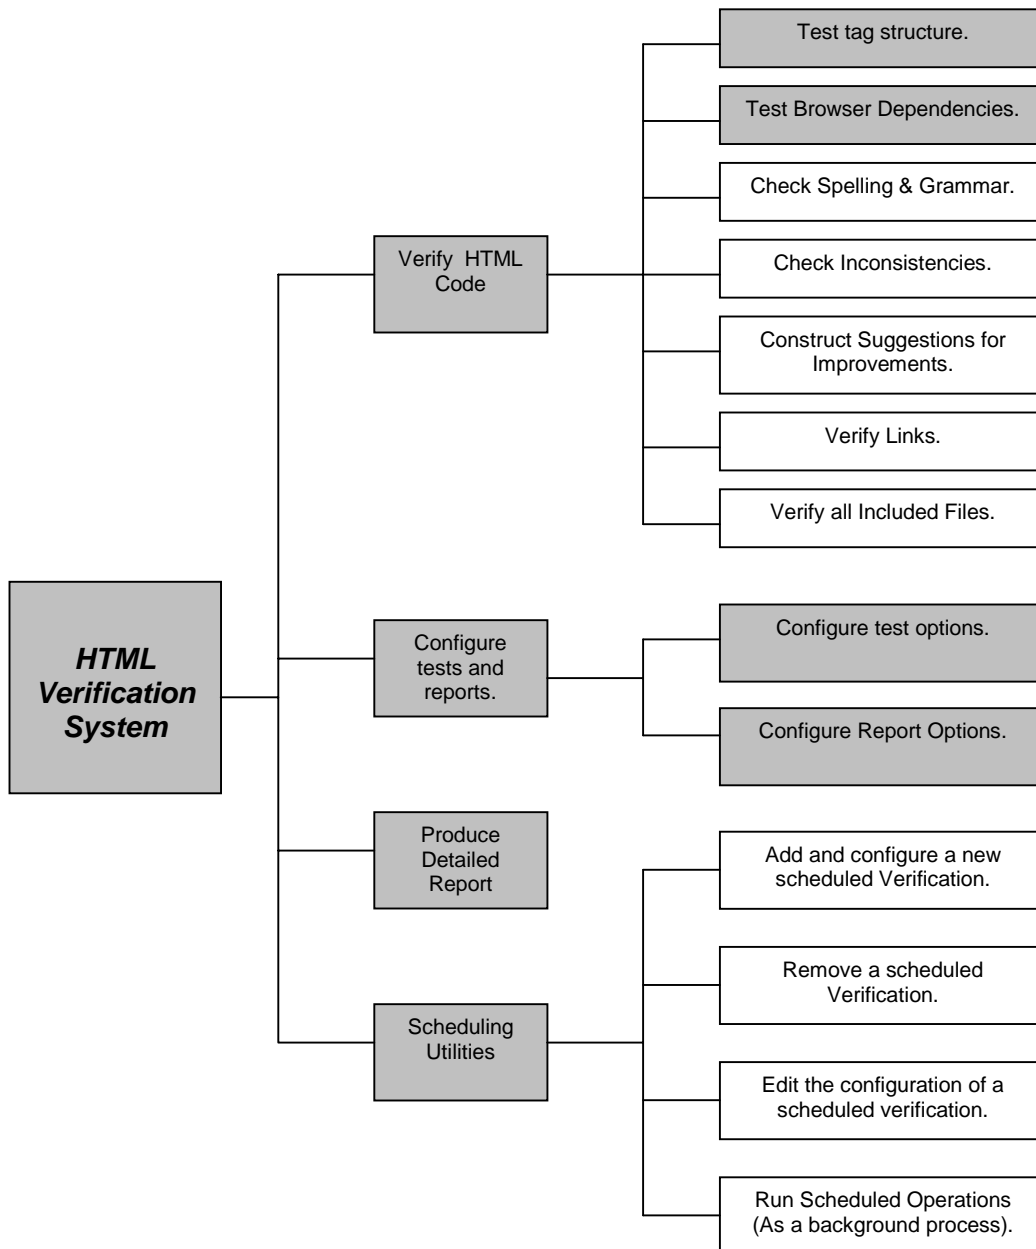 Test tag structure.
Test Browser Dependencies.
Check Spelling & Grammar.
Verify HTML
Code
Check Inconsistencies.
Construct Suggestions for
Improvements.
Verify Links.
Verify all Included Files.
HTML
Verification
System
Configure
tests and
reports.
Configure test options.
Configure Report Options.
Produce
Detailed
Report
Add and configure a new
scheduled Verification.
Remove a scheduled
Verification.
Scheduling
Utilities
Edit the configuration of a
scheduled verification.
Run Scheduled Operations
(As a background process).